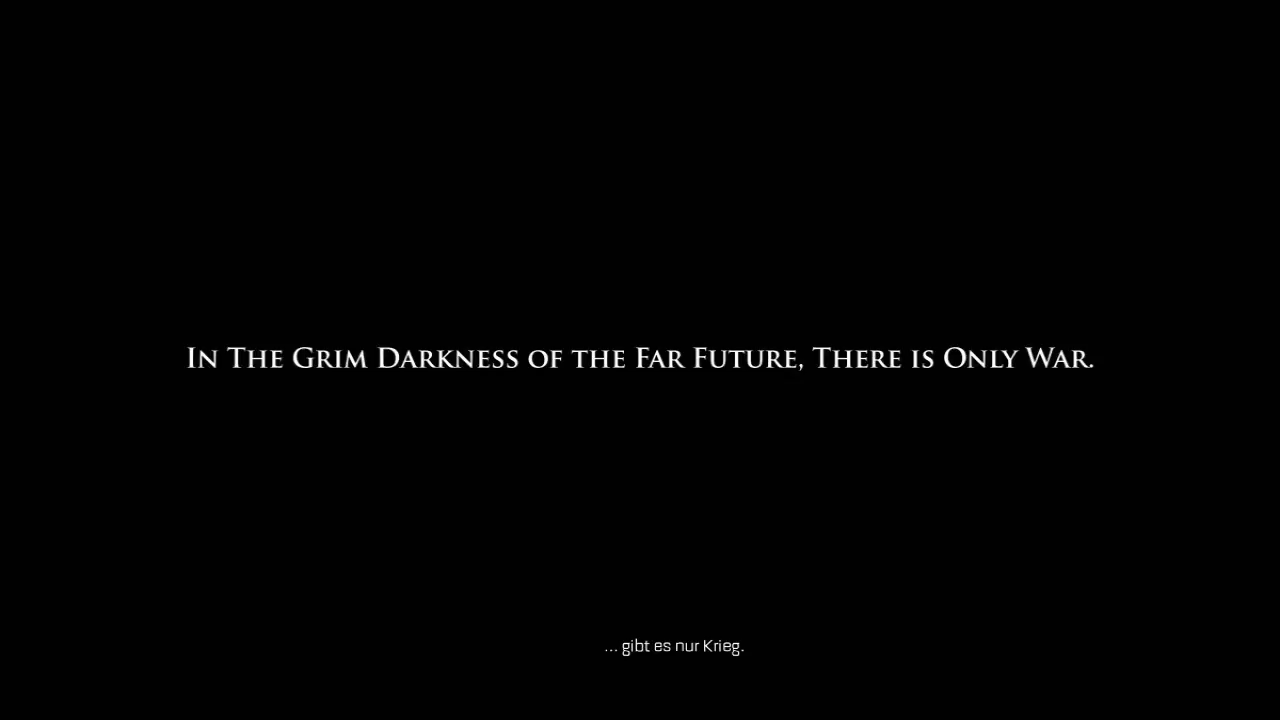 In The Grim Darkness of the Far Future, There is Only War.
... gibt es nur Krieg.